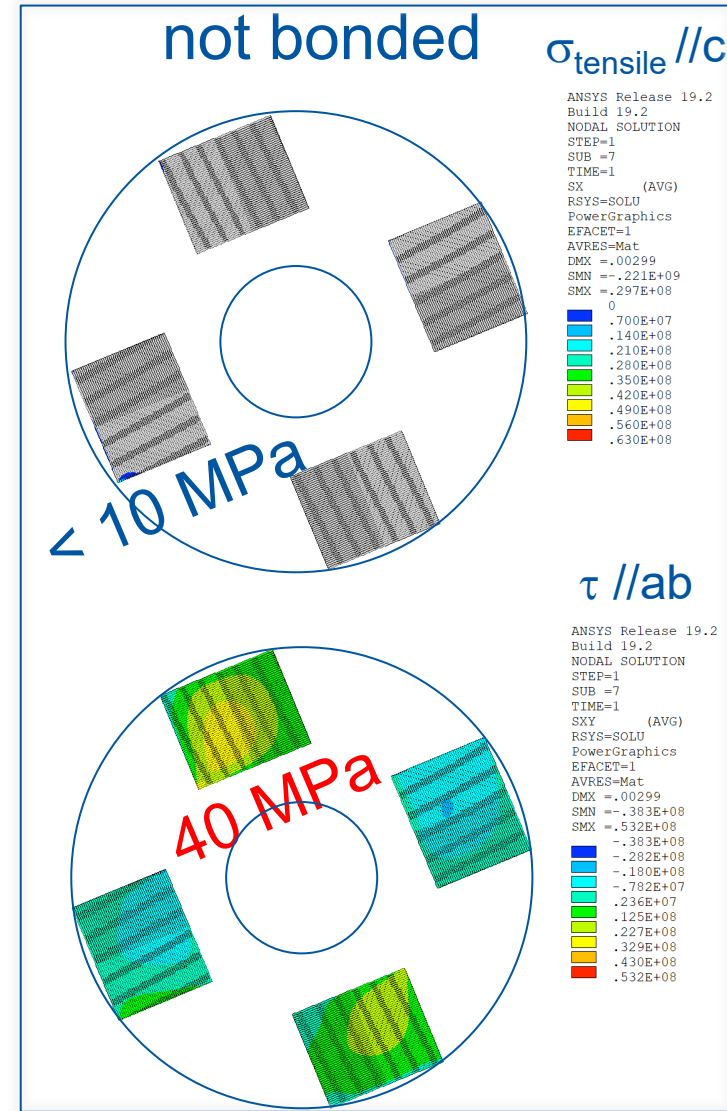 not bonded
σtensile //c
ANSYS Release 19.2
Build 19.2
NODAL SOLUTION
STEP=1
SUB =7
TIME=1
SX (AVG)
RSYS=SOLU
PowerGraphics
EFACET=1
AVRES=Mat
DMX =.00299
SMN =-.221E+09
SMX =.297E+08
0
.700E+07
.140E+08
.210E+08
.280E+08
.350E+08
.420E+08
.490E+08
.560E+08
.630E+08
< 10 MPa
τ //ab
ANSYS Release 19.2
Build 19.2
NODAL SOLUTION
STEP=1
SUB =7
TIME=1
SXY (AVG)
RSYS=SOLU
PowerGraphics
EFACET=1
AVRES=Mat
DMX =.00299
SMN =-.383E+08
SMX =.532E+08
-.383E+08
-.282E+08
-.180E+08
-.782E+07
.236E+07
.125E+08
.227E+08
.329E+08
.430E+08
.532E+08
40 MPa